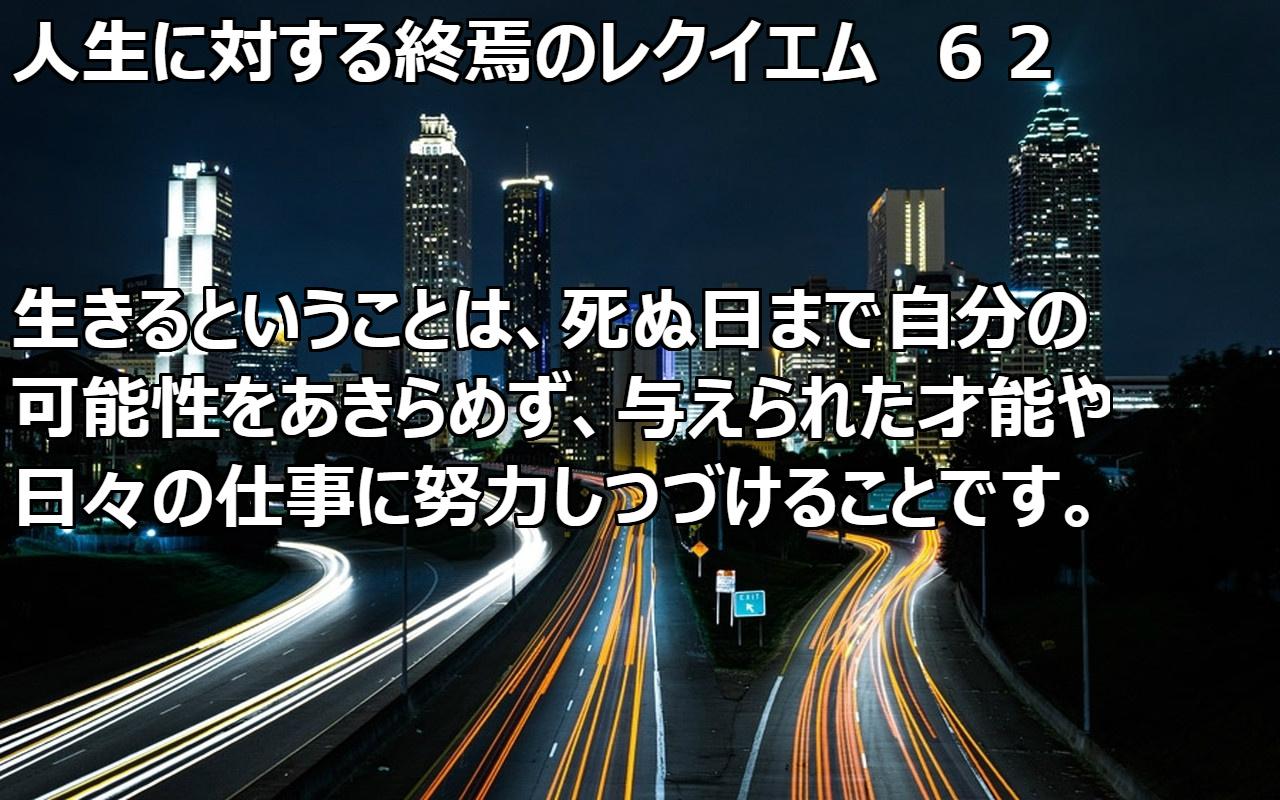 人生に対する終焉のレクイエム　６２
生きるということは、死ぬ日まで自分の
可能性をあきらめず、与えられた才能や
日々の仕事に努力しつづけることです。
EXIT